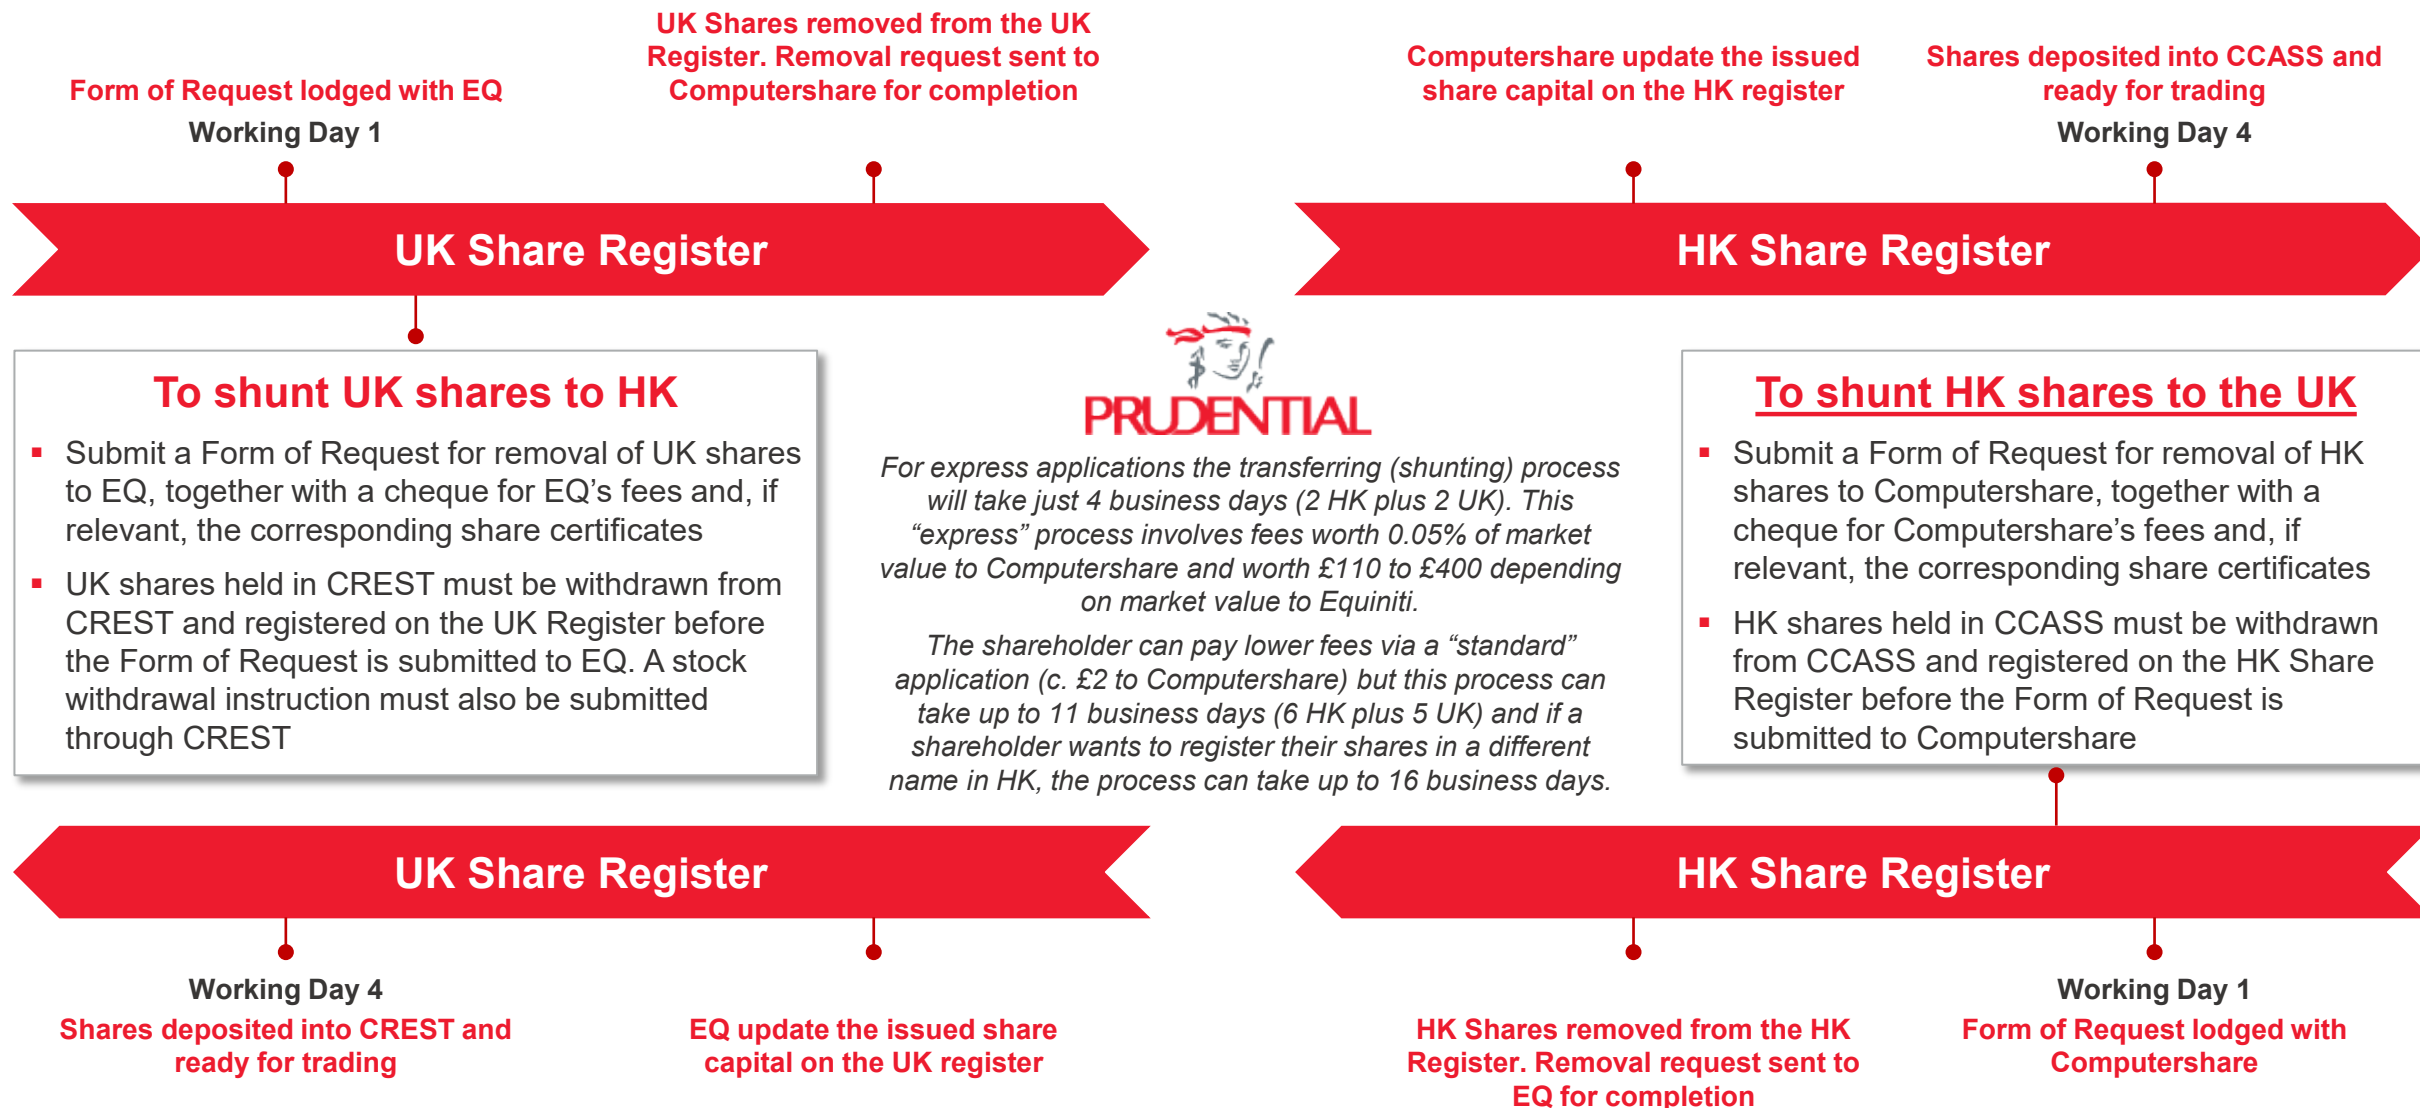 Form of Request lodged with EQ
Working Day 1
UK Shares removed from the UK
Register. Removal request sent to
Computershare for completion
Computershare update the issued
share capital on the HK register
Shares deposited into CCASS and
ready for trading
Working Day 4
UK Share Register
HK Share Register
To shunt UK shares to HK
▪ Submit a Form of Request for removal of UK shares
to EQ, together with a cheque for EQ’s fees and, if
relevant, the corresponding share certificates
▪ UK shares held in CREST must be withdrawn from
CREST and registered on the UK Register before
the Form of Request is submitted to EQ. A stock
withdrawal instruction must also be submitted
through CREST
PRUDENTIAL
For express applications the transferring (shunting) process
will take just 4 business days (2 HK plus 2 UK). This
“express” process involves fees worth 0.05% of market
value to Computershare and worth £110 to £400 depending
on market value to Equiniti.
The shareholder can pay lower fees via a “standard”
application (c. £2 to Computershare) but this process can
take up to 11 business days (6 HK plus 5 UK) and if a
shareholder wants to register their shares in a different
name in HK, the process can take up to 16 business days.
To shunt HK shares to the UK
▪ Submit a Form of Request for removal of HK
shares to Computershare, together with a
cheque for Computershare’s fees and, if
relevant, the corresponding share certificates
▪ HK shares held in CCASS must be withdrawn
from CCASS and registered on the HK Share
Register before the Form of Request is
submitted to Computershare
UK Share Register
HK Share Register
Working Day 4
Shares deposited into CREST and
ready for trading
EQ update the issued share
capital on the UK register
HK Shares removed from the HK
Register. Removal request sent to
EQ for completion
Working Day 1
Form of Request lodged with
Computershare